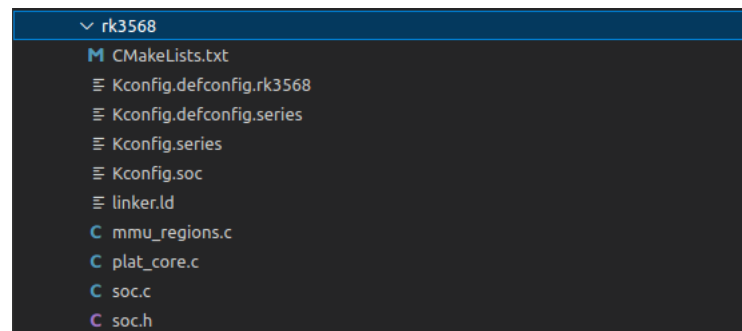 rk3568
M CMakeLists.txt
Kconfig.defconfig.rk3568
Kconfig.defconfig.series
Kconfig.series
Kconfig.soc
linker.ld
C mmu_regions.c
C plat_core.c
C soc.c
C soc.h